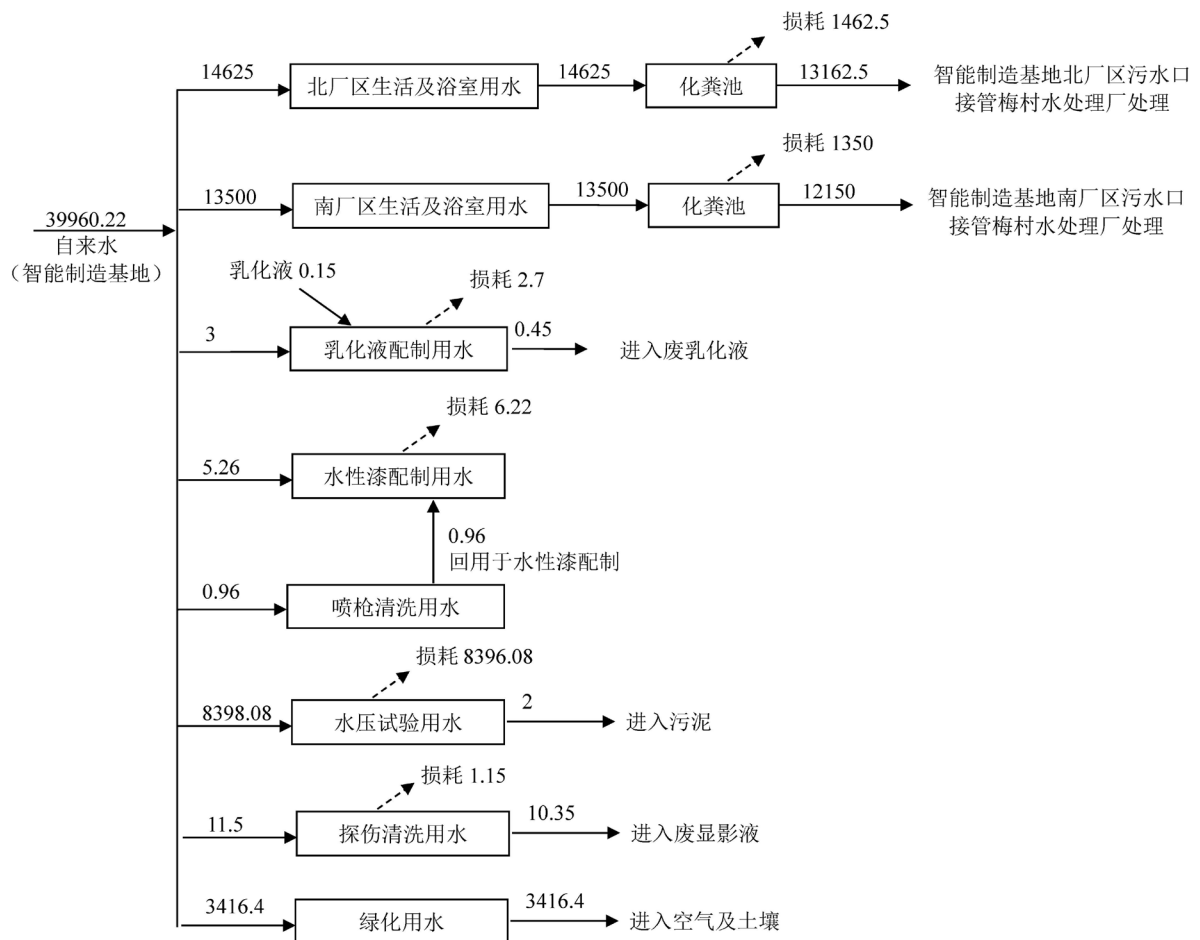 损耗 1462.5
14625
北厂区生活及浴室用水
14625
化粪池
13162.5
智能制造基地北厂区污水口
接管梅村水处理厂处理
损耗 1350
13500
南厂区生活及浴室用水
13500
化粪池
12150
智能制造基地南厂区污水口
接管梅村水处理厂处理
39960.22
自来水
（智能制造基地）
乳化液 0.15
损耗 2.7
3
乳化液配制用水
0.45
进入废乳化液
损耗 6.22
5.26
水性漆配制用水
0.96
回用于水性漆配制
0.96
喷枪清洗用水
损耗 8396.08
8398.08
水压试验用水
2
进入污泥
损耗 1.15
11.5
探伤清洗用水
10.35
进入废显影液
3416.4
绿化用水
3416.4
进入空气及土壤